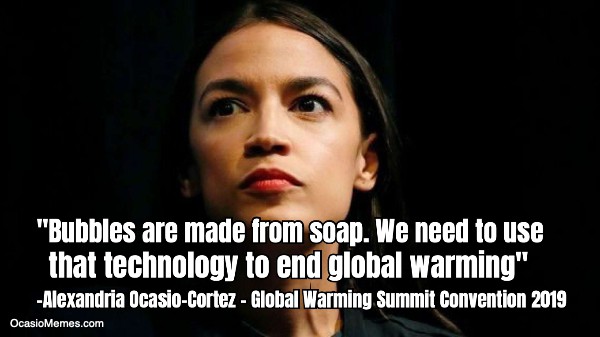 "Bubbles are made from soap. We need to use
that technology to end global warming"
-Alexandria Ocasio-Cortez - Global Warming Summit Convention 2019
OcasioMemes.com